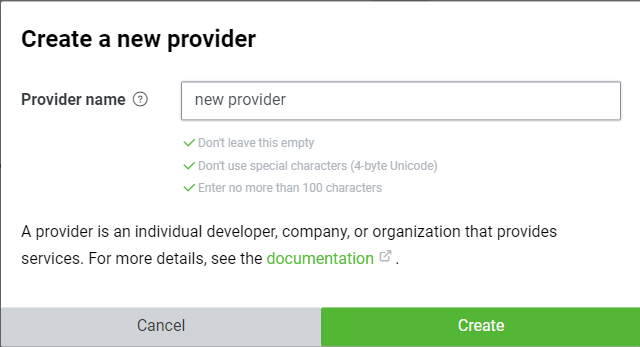 Create a new provider
Provider name ?
new provider
Don't leave this empty
Don't use special characters (4-byte Unicode)
Enter no more than 100 characters
A provider is an individual developer, company, or organization that provides
services. For more details, see the documentation .
Cancel
Create